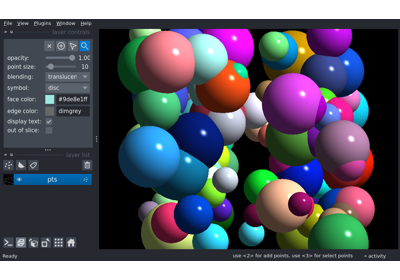 File View Plugins Window Help
layer controls
opacity: 1.00
point size: 10
blending: translucen
symbol: disc
face color: #9de8e1ff
edge color: dimgrey
display text:
out of slice:
layer list
pts
Ready
use <2> for add points, use <3> for select points
activity